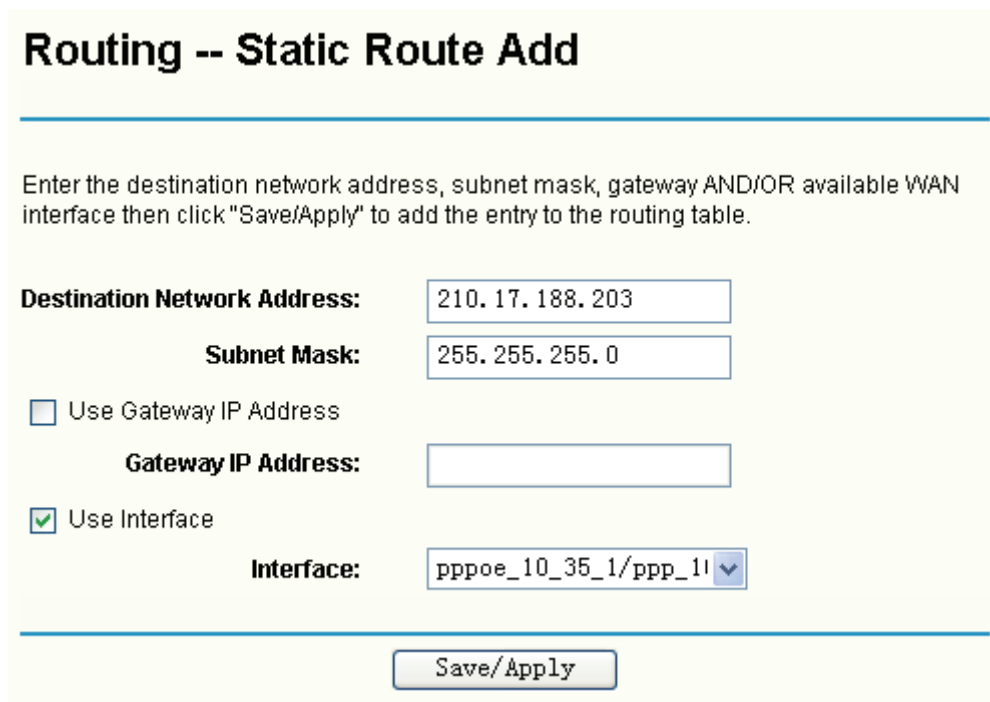 Routing -- Static Route Add
Enter the destination network address, subnet mask, gateway AND/OR available WAN
interface then click "Save/Apply" to add the entry to the routing table.
Destination Network Address: 210.17.188.203
Subnet Mask: 255.255.255.0
Use Gateway IP Address
Gateway IP Address:
Use Interface
Interface: pppoe_10_35_1/ppp_1
Save/Apply